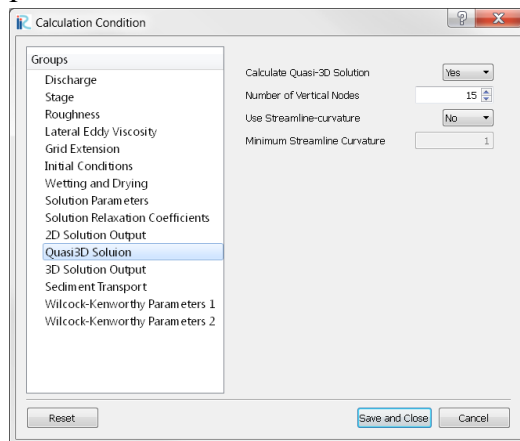 Calculation Condition
Groups
Discharge
Stage
Roughness
Lateral Eddy Viscosity
Grid Extension
Initial Conditions
Wetting and Drying
Solution Parameters
Solution Relaxation Coefficients
2D Solution Output
Quasi3D Soluion
3D Solution Output
Sediment Transport
Wilcock-Kenworthy Parameters 1
Wilcock-Kenworthy Parameters 2
Calculate Quasi-3D Solution Yes
Number of Vertical Nodes 15
Use Streamline-curvature No
Minimum Streamline Curvature 1
Reset Save and Close Cancel